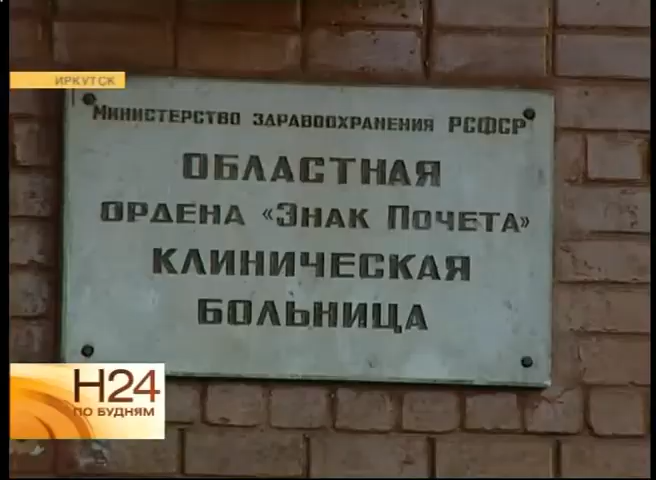 ИРКУТСК
Министерство здравоохранения РСФСР
ОБЛАСТНАЯ
ОРДЕНА «Знак Почета»
КЛИНИЧЕСКАЯ
БОЛЬНИЦА
Н24
ПО БУДНЯМ